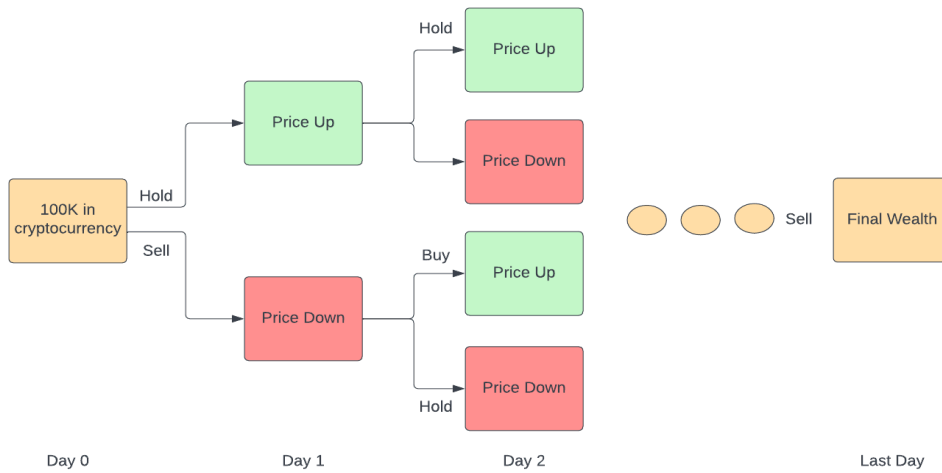 Hold
Price Up
Price Up
Price Down
100K in
cryptocurrency
Hold
Sell
Sell
Final Wealth
Buy
Price Up
Price Down
Price Down
Hold
Day 0
Day 1
Day 2
Last Day